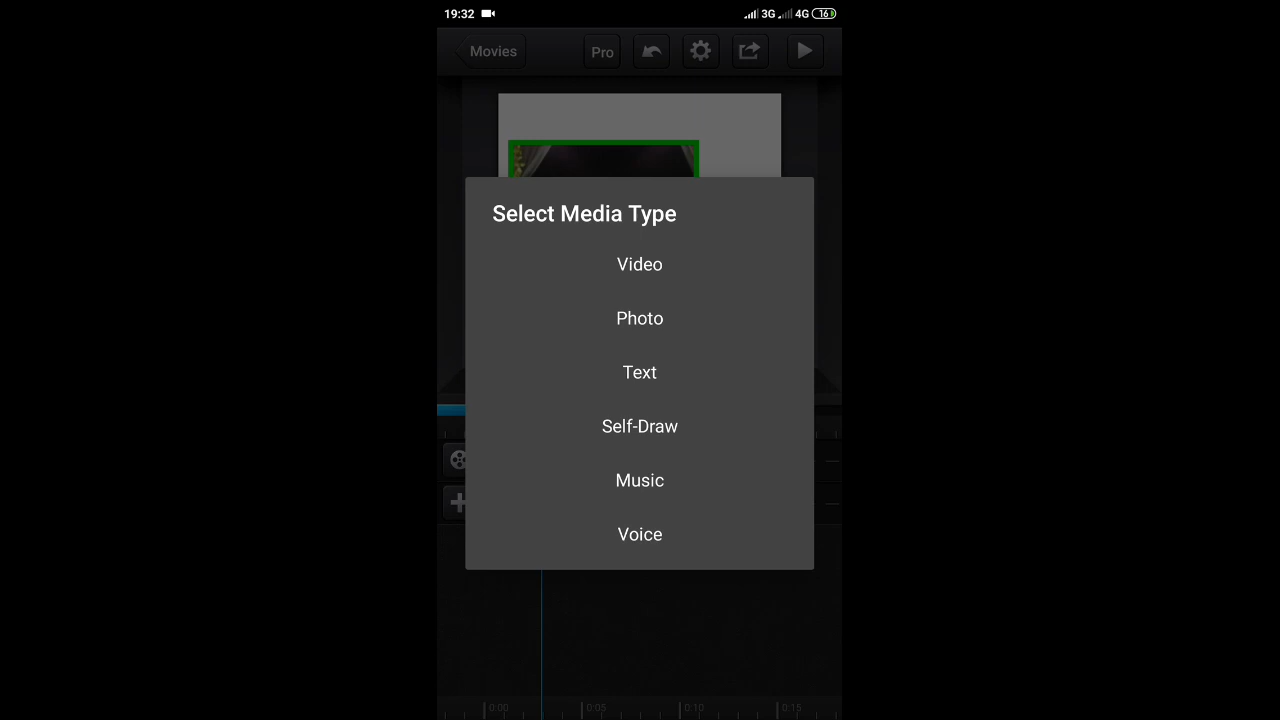 19:32 3G 4G 16
Movies Pro
Select Media Type
Video
Photo
Text
Self-Draw
Music
Voice
0:00 0:05 0:10 0:15